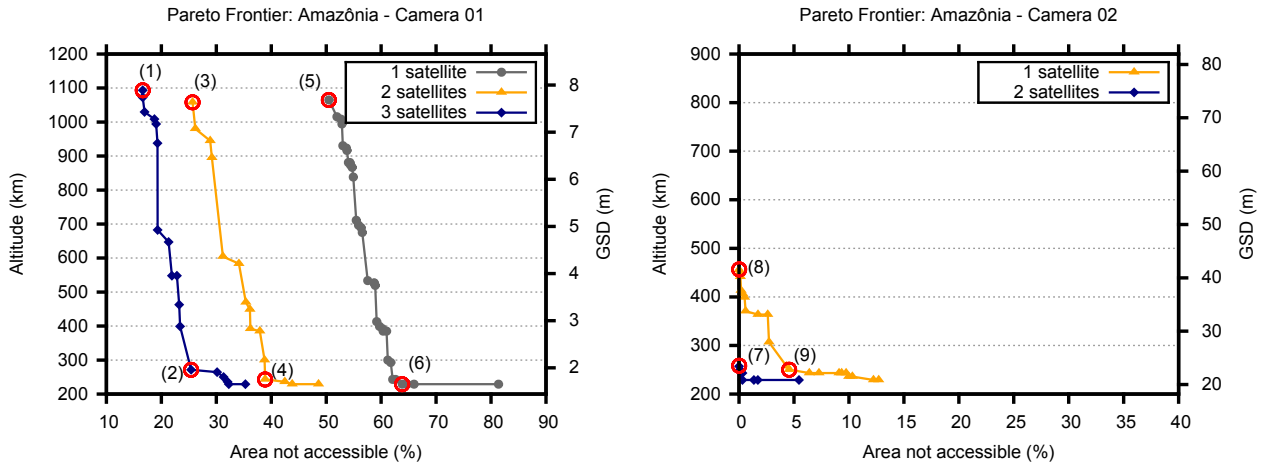 Pareto Frontier: Amazônia - Camera 01
1200
1100
1000
900
800
700
600
500
400
300
200
Altitude (km)
10 20 30 40 50 60 70 80 90
Area not accessible (%)
8
7
6
5
4
3
2
GSD (m)
1 satellite
2 satellites
3 satellites
(1)
(3)
(5)
(2)
(4)
(6)
Pareto Frontier: Amazônia - Camera 02
900
800
700
600
500
400
300
200
Altitude (km)
0 5 10 15 20 25 30 35 40
Area not accessible (%)
80
70
60
50
40
30
20
GSD (m)
1 satellite
2 satellites
(8)
(7)
(9)